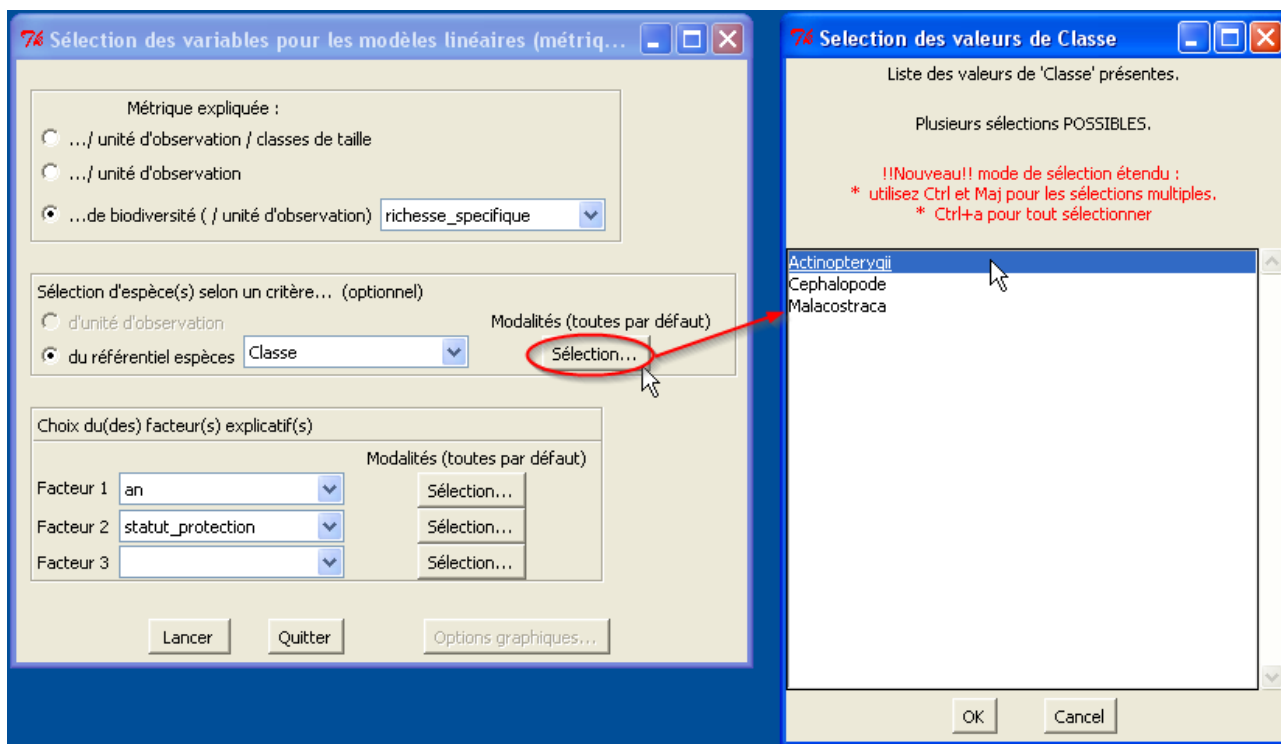 Sélection des variables pour les modèles linéaires (métriq...
Métrique expliquée :
.../ unité d'observation / classes de taille
.../ unité d'observation
...de biodiversité ( / unité d'observation) richesse_specifique
Sélection d'espèce(s) selon un critère... (optionnel)
d'unité d'observation
Modalités (toutes par défaut)
du référentiel espèces Classe Sélection...
Choix du(des) facteur(s) explicatif(s)
Modalités (toutes par défaut)
Facteur 1 an Sélection...
Facteur 2 statut_protection Sélection...
Facteur 3 Sélection...
Lancer Quitter Options graphiques...
Selection des valeurs de Classe
Liste des valeurs de 'Classe' présentes.
Plusieurs sélections POSSIBLES.
!!Nouveau!! mode de sélection étendu :
* utilisez Ctrl et Maj pour les sélections multiples.
* Ctrl+a pour tout sélectionner
Actinopterygii
Cephalopode
Malacostraca
OK Cancel